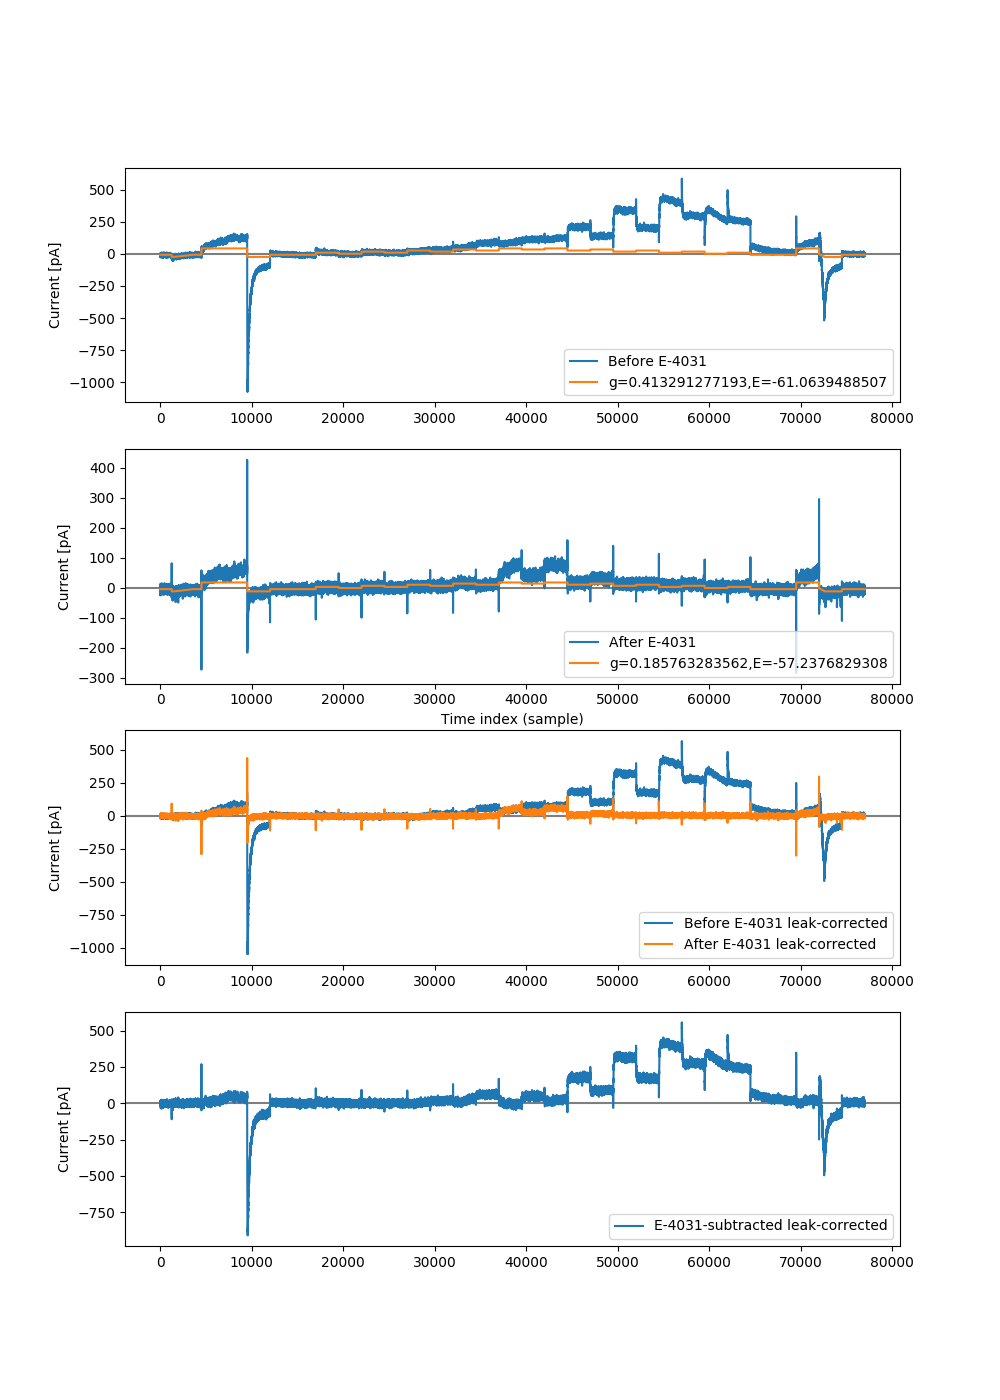 500
250
0
−250
−500
−750
−1000
Current [pA]
Before E-4031
g=0.413291277193,E=-61.0639488507
0 10000 20000 30000 40000 50000 60000 70000 80000
400
300
200
100
0
−100
−200
−300
Current [pA]
After E-4031
g=0.185763283562,E=-57.2376829308
0 10000 20000 30000 40000 50000 60000 70000 80000
Time index (sample)
500
250
0
−250
−500
−750
−1000
Current [pA]
Before E-4031 leak-corrected
After E-4031 leak-corrected
0 10000 20000 30000 40000 50000 60000 70000 80000
500
250
0
−250
−500
−750
Current [pA]
E-4031-subtracted leak-corrected
0 10000 20000 30000 40000 50000 60000 70000 80000